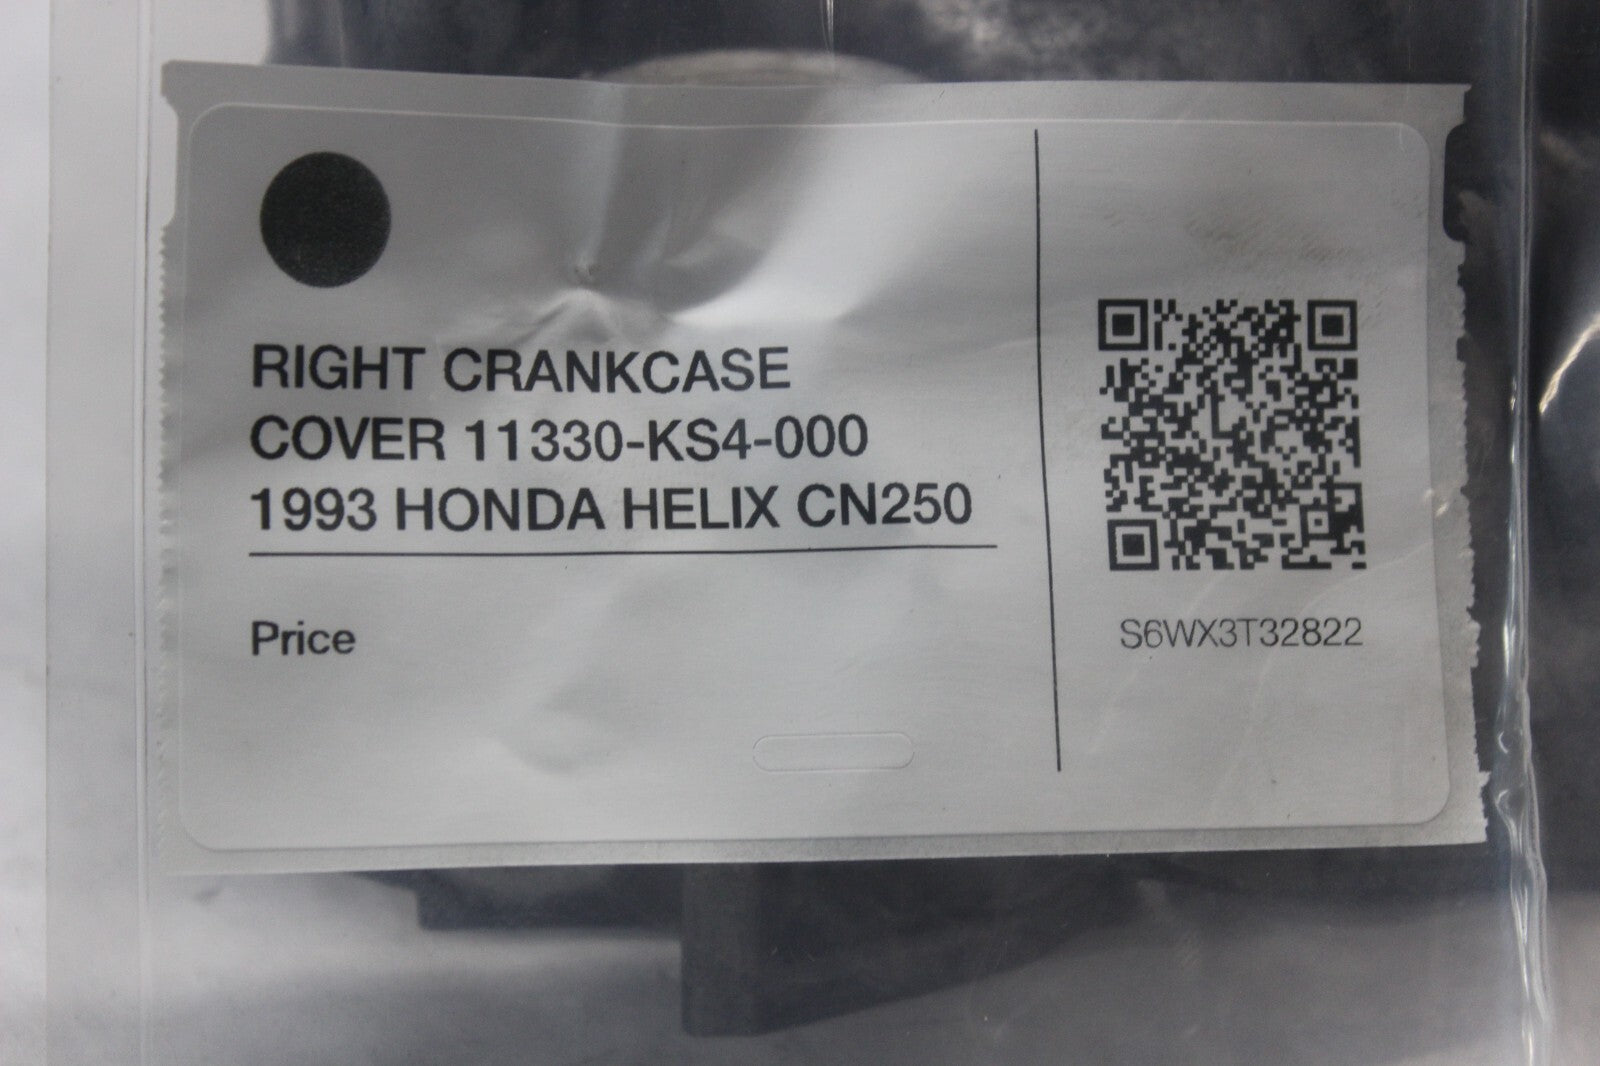 RIGHT CRANKCASE
COVER 11330-KS4-000
1993 HONDA HELIX CN250
Price
S6WX3T32822